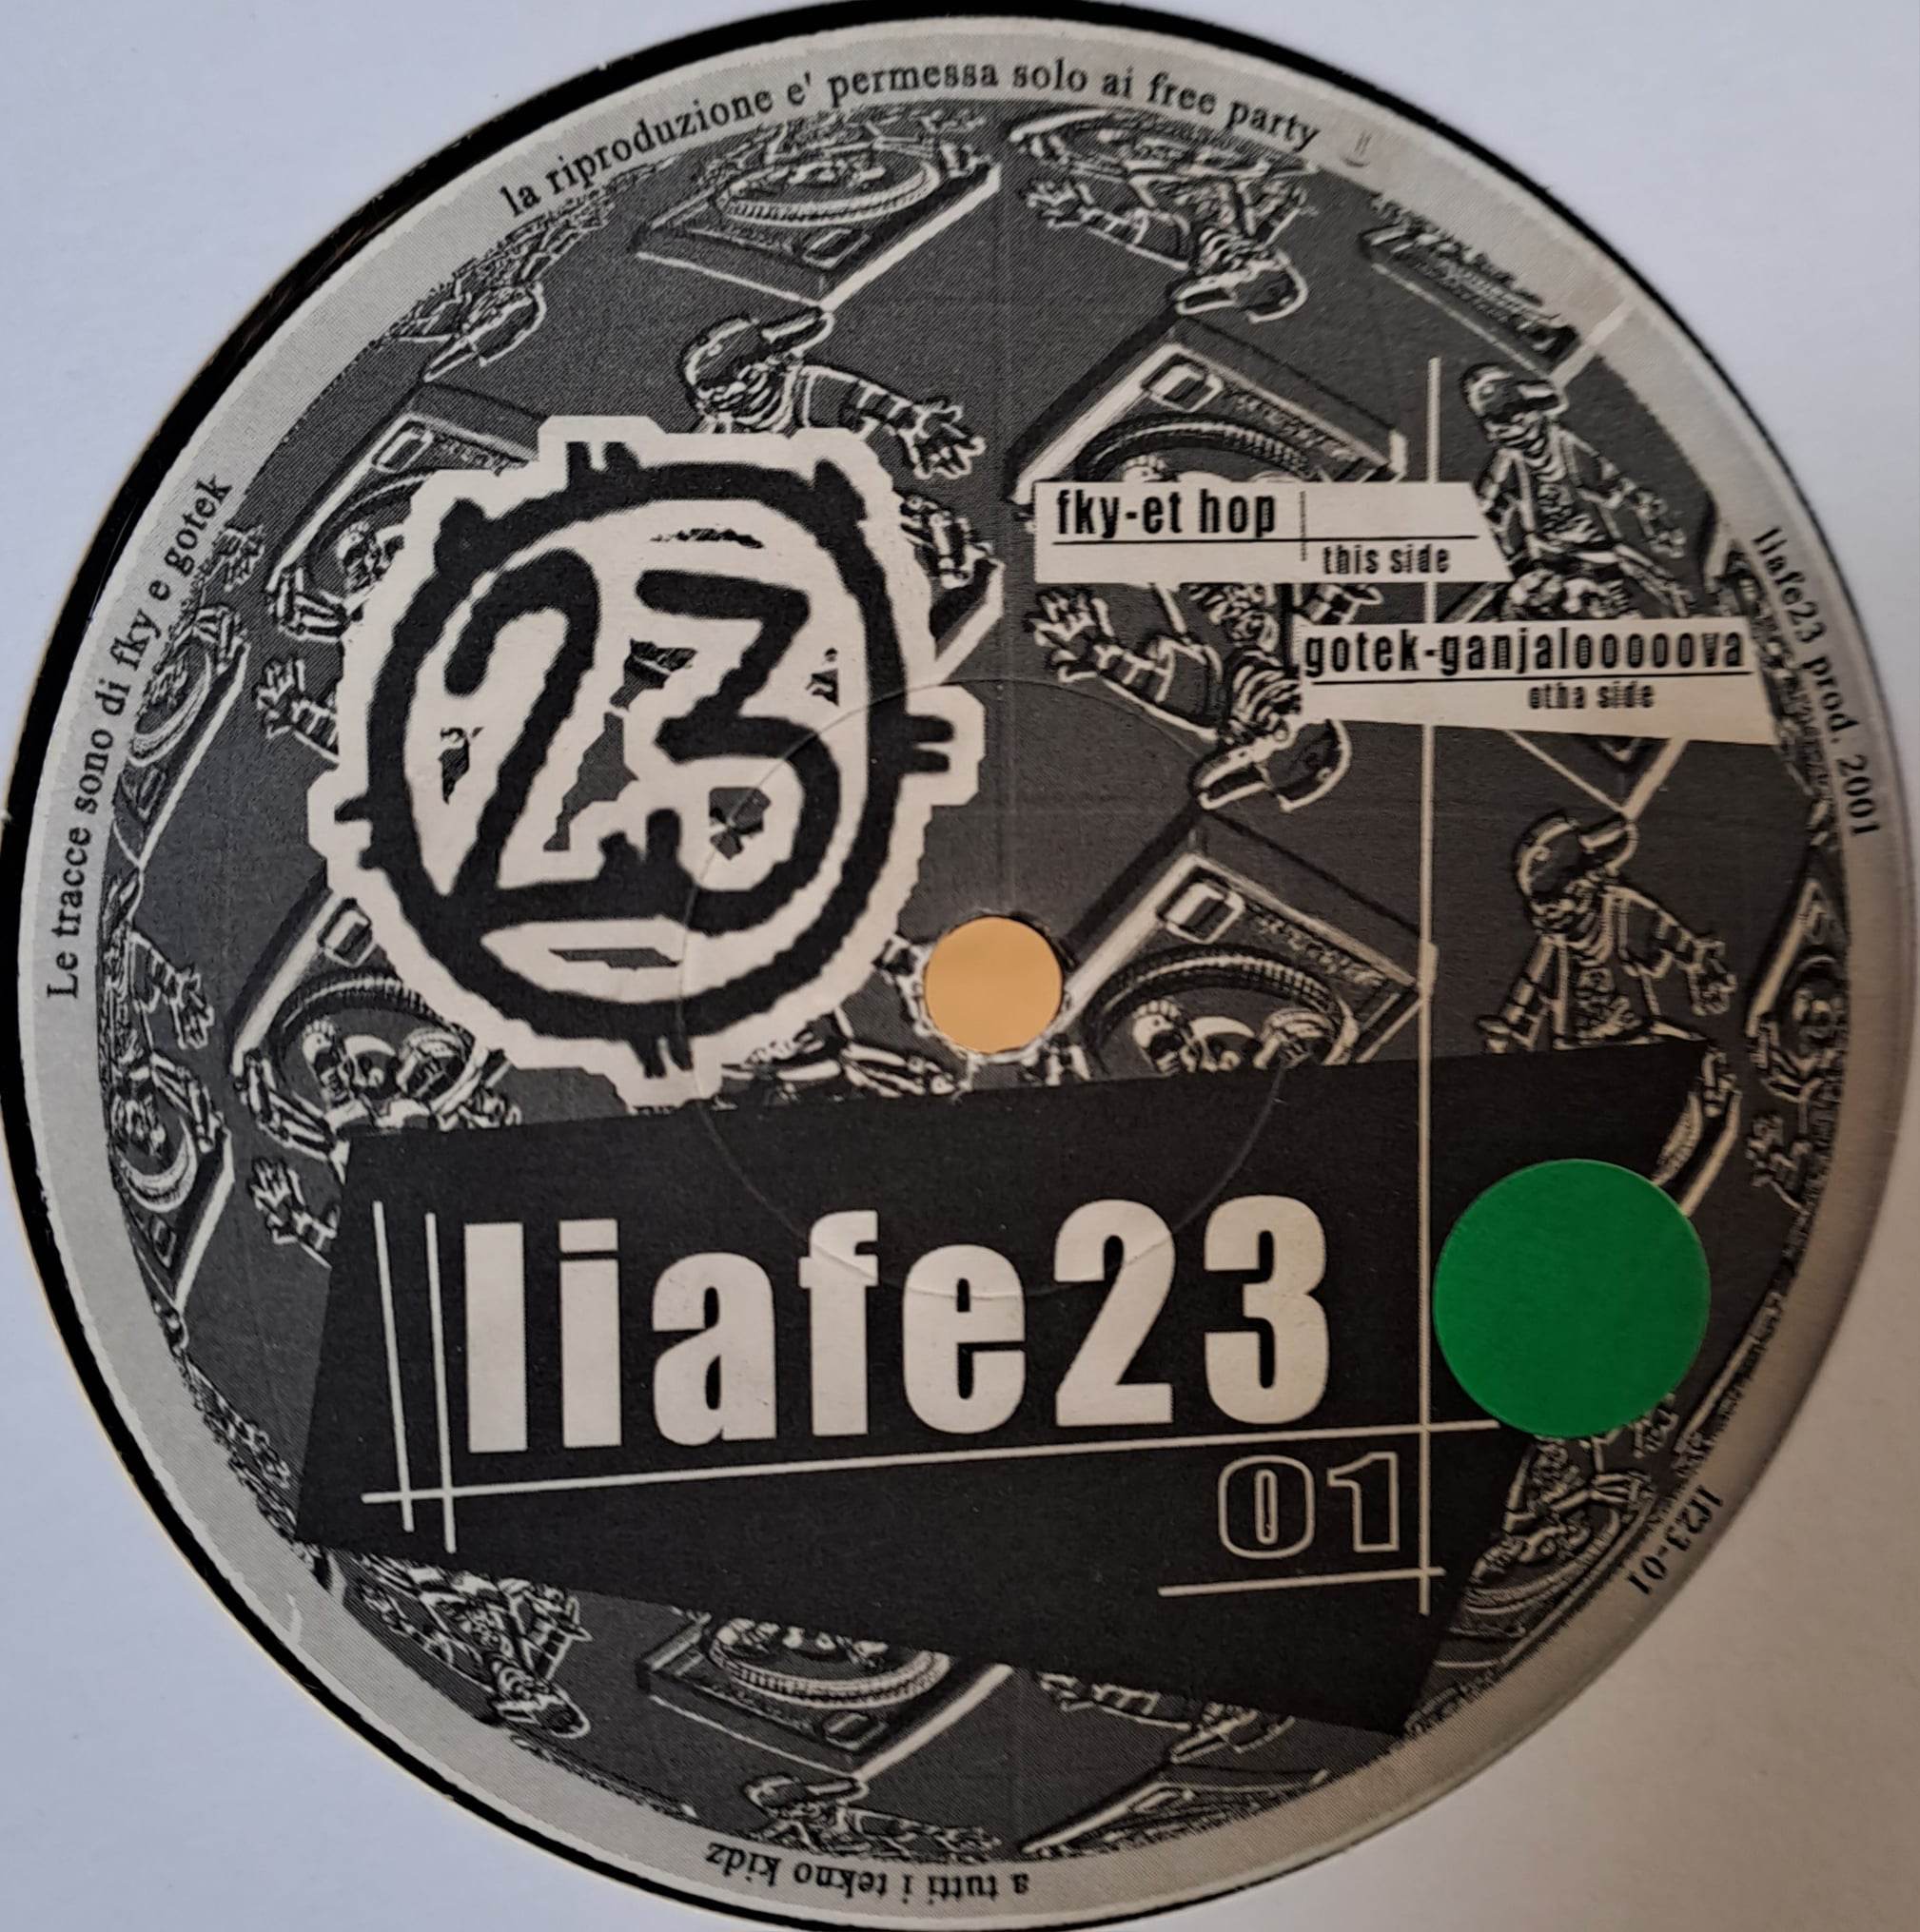 Le tracce sono di fky e gotek
la riproduzione e' permessa solo ai free party
liafe23 prod. 2001
lf23-01
a tutti i tekno kidz
23
fky-et hop
this side
gotek-ganjalooooova
otha side
liafe23
01